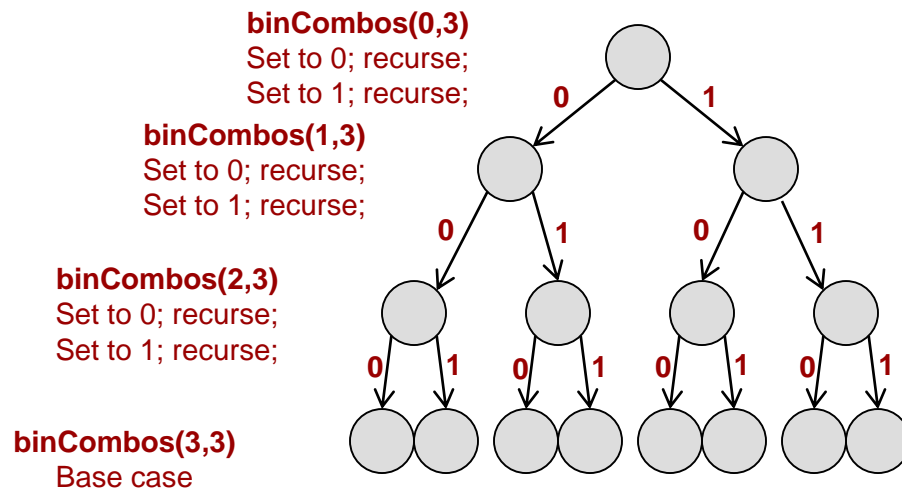 binCombos(0,3)
Set to 0; recurse;
Set to 1; recurse;
0 1
binCombos(1,3)
Set to 0; recurse;
Set to 1; recurse;
0 1 0 1
binCombos(2,3)
Set to 0; recurse;
Set to 1; recurse;
0 1 0 1 0 1 0 1
binCombos(3,3)
Base case